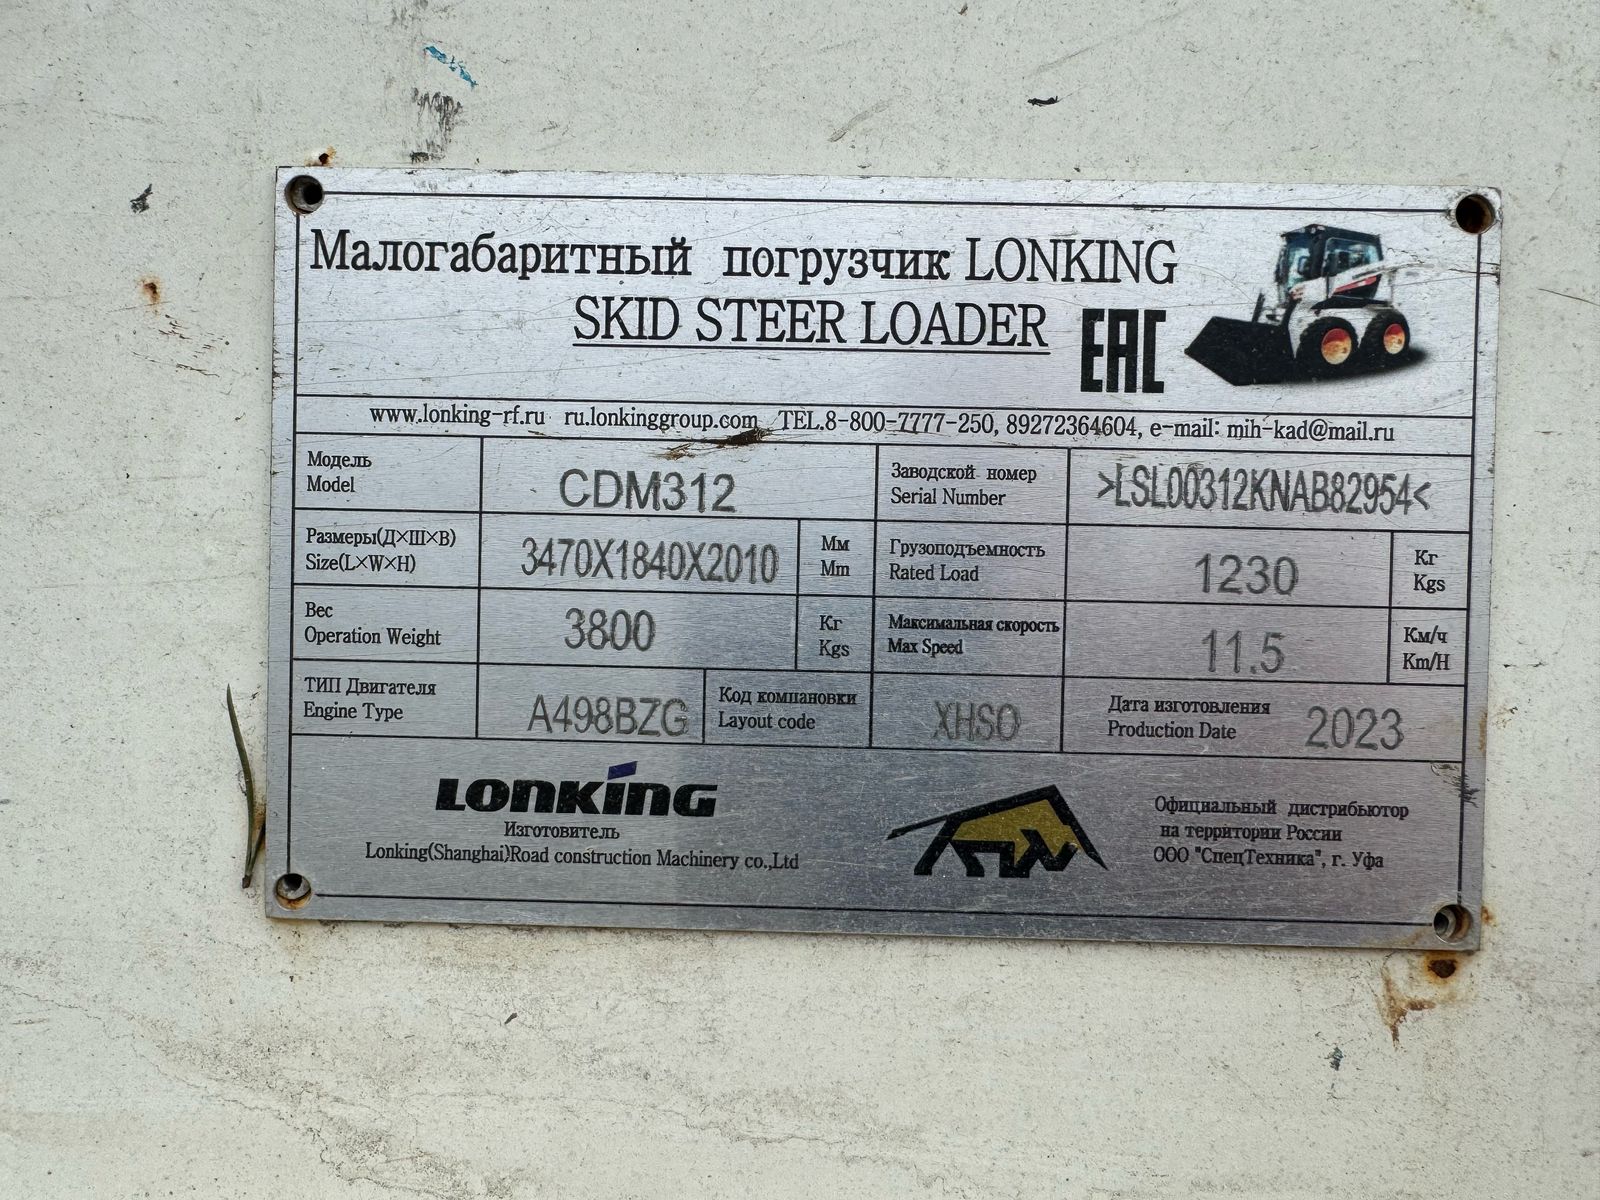 Малогабаритный погрузчик LONKING
SKID STEER LOADER
EAC
www.lonking-rf.ru ru.lonkinggroup.com TEL.8-800-7777-250, 89272364604, e-mail: mih-kad@mail.ru
Модель
Model
CDM312
Заводской номер
Serial Number
>LSL00312KNAB82954<
Размеры(Д×Ш×В)
Size(L×W×H)
3470X1840X2010
Мм
Mm
Грузоподъемность
Rated Load
1230
Кг
Kgs
Вес
Operation Weight
3800
Кг
Kgs
Максимальная скорость
Max Speed
11.5
Км/ч
Km/H
ТИП Двигателя
Engine Type
A498BZG
Код компановки
Layout code
XHSO
Дата изготовления
Production Date
2023
LONKING
Изготовитель
Lonking(Shanghai)Road construction Machinery co.,Ltd
Официальный дистрибьютор
на территории России
ООО "СпецТехника", г. Уфа